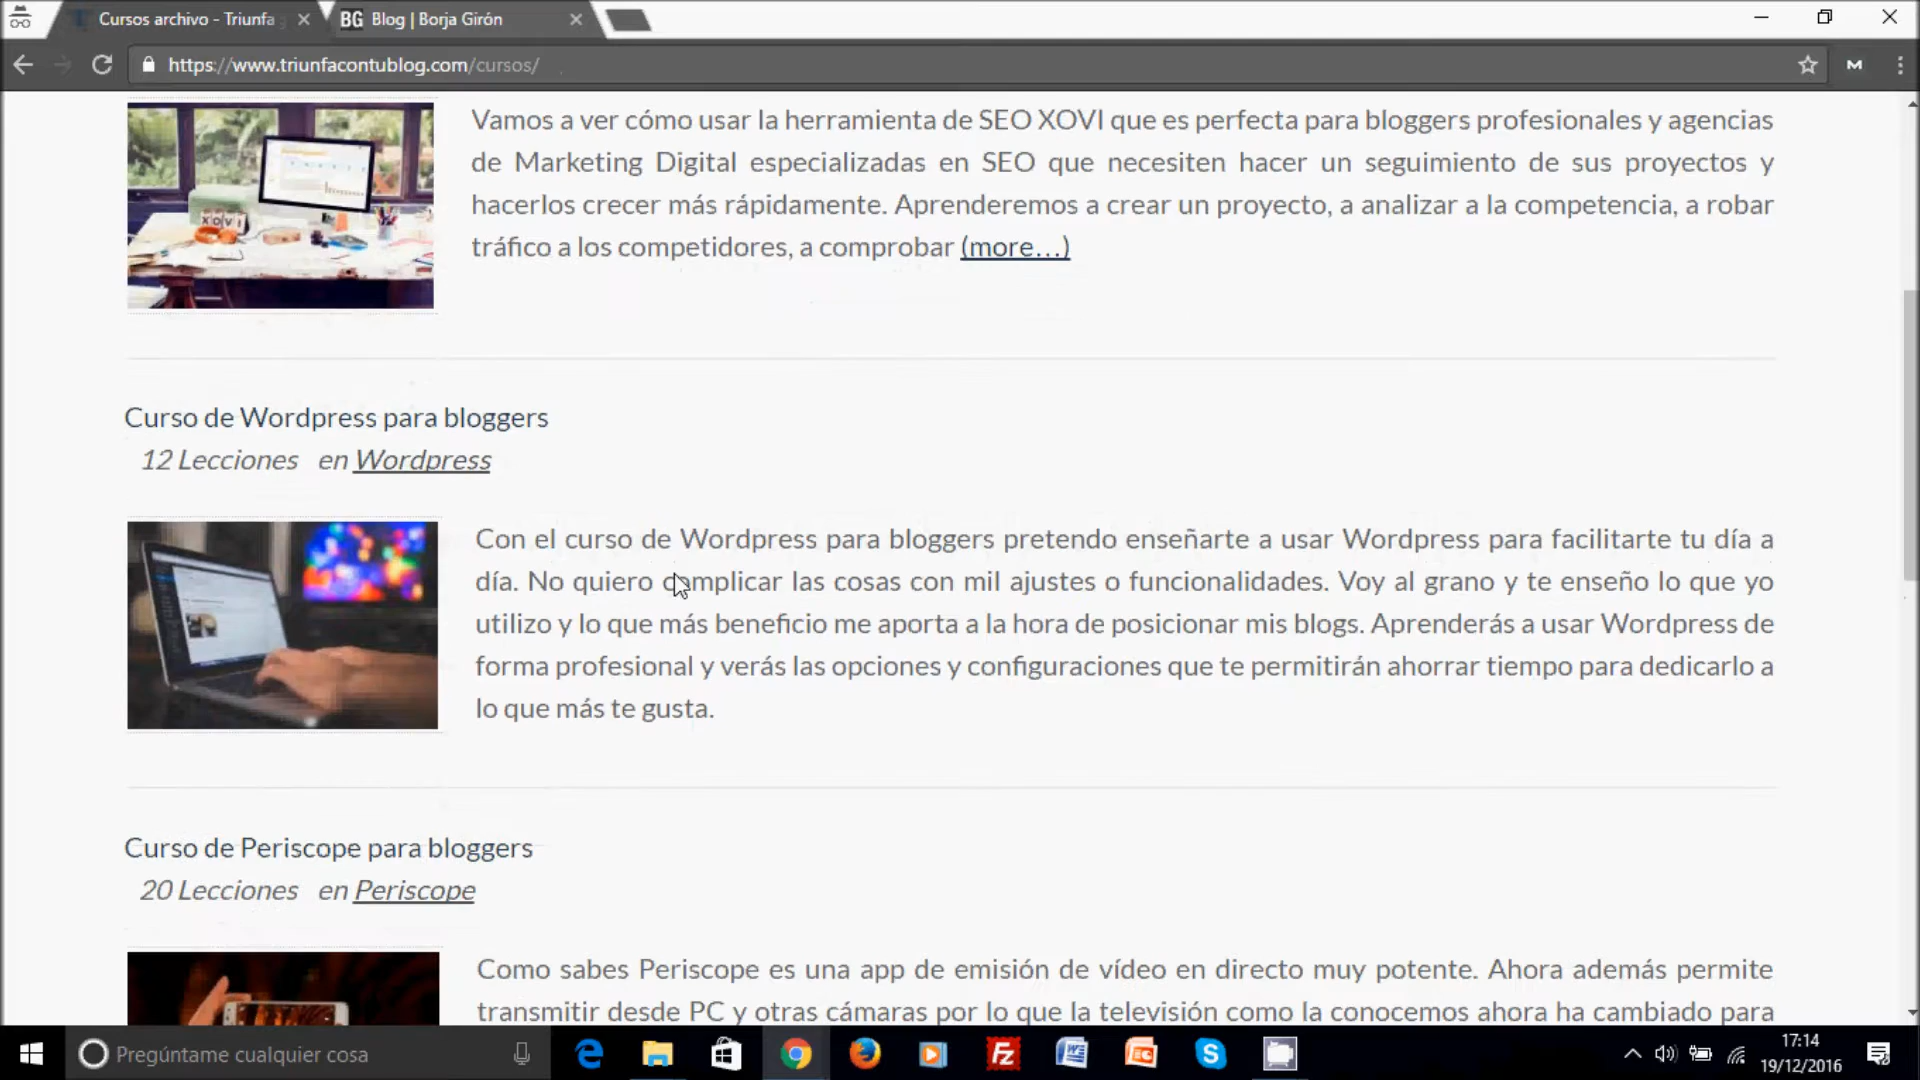 Cursos archivo - Triunfa
BG Blog | Borja Girón
https://www.triunfacontublog.com/cursos/
Vamos a ver cómo usar la herramienta de SEO XOVI que es perfecta para bloggers profesionales y agencias
de Marketing Digital especializadas en SEO que necesiten hacer un seguimiento de sus proyectos y
hacerlos crecer más rápidamente. Aprenderemos a crear un proyecto, a analizar a la competencia, a robar
tráfico a los competidores, a comprobar (more…)
XOVI
Curso de Wordpress para bloggers
12 Lecciones en Wordpress
Con el curso de Wordpress para bloggers pretendo enseñarte a usar Wordpress para facilitarte tu día a
día. No quiero complicar las cosas con mil ajustes o funcionalidades. Voy al grano y te enseño lo que yo
utilizo y lo que más beneficio me aporta a la hora de posicionar mis blogs. Aprenderás a usar Wordpress de
forma profesional y verás las opciones y configuraciones que te permitirán ahorrar tiempo para dedicarlo a
lo que más te gusta.
Curso de Periscope para bloggers
20 Lecciones en Periscope
Como sabes Periscope es una app de emisión de vídeo en directo muy potente. Ahora además permite
transmitir desde PC y otras cámaras por lo que la televisión como la conocemos ahora ha cambiado para
Pregúntame cualquier cosa
17:14
19/12/2016